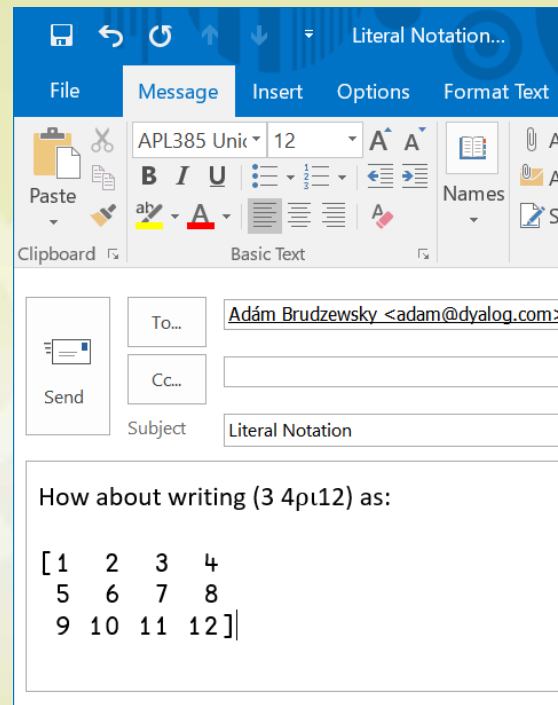 Literal Notation...
File Message Insert Options Format Text
APL385 Unic 12 A A
B I U
Paste
aby A
Names
Clipboard Basic Text
To... Adám Brudzewsky <adam@dyalog.com>
Cc...
Send
Subject Literal Notation
How about writing (3 4⍴⍳12) as:
[1 2 3 4
5 6 7 8
9 10 11 12]